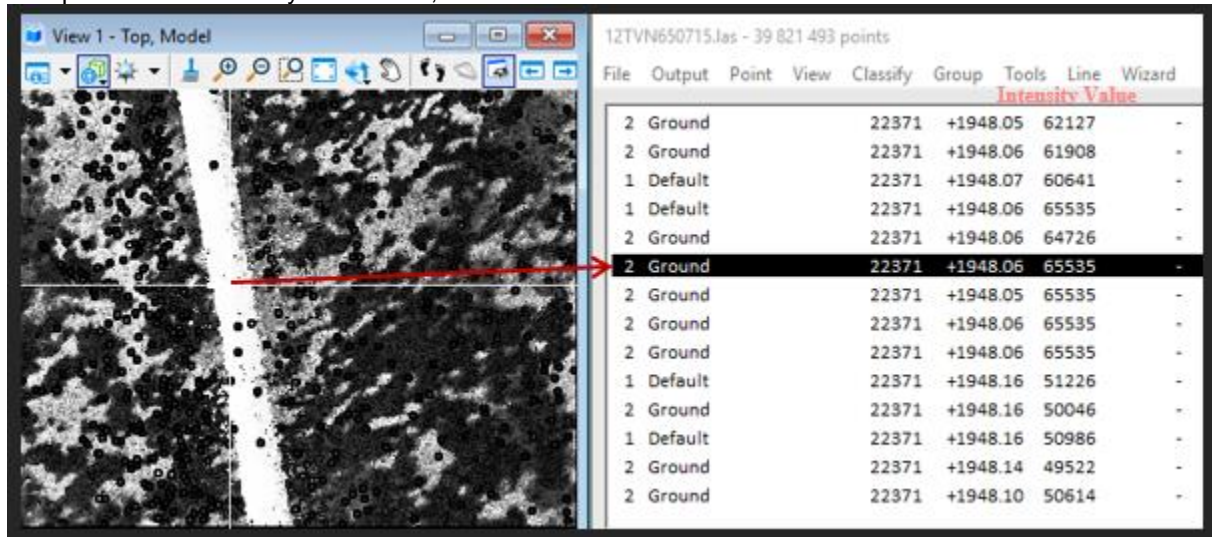 View 1 - Top, Model
12TVN650715.las - 39 821 493 points
File Output Point View Classify Group Tools Line Wizard
Intensity Value
2 Ground 22371 +1948.05 62127 -
2 Ground 22371 +1948.06 61908 -
1 Default 22371 +1948.07 60641 -
1 Default 22371 +1948.06 65535 -
2 Ground 22371 +1948.06 64726 -
2 Ground 22371 +1948.06 65535 -
2 Ground 22371 +1948.05 65535 -
2 Ground 22371 +1948.06 65535 -
2 Ground 22371 +1948.06 65535 -
1 Default 22371 +1948.16 51226 -
2 Ground 22371 +1948.16 50046 -
1 Default 22371 +1948.16 50986 -
2 Ground 22371 +1948.14 49522 -
2 Ground 22371 +1948.10 50614 -